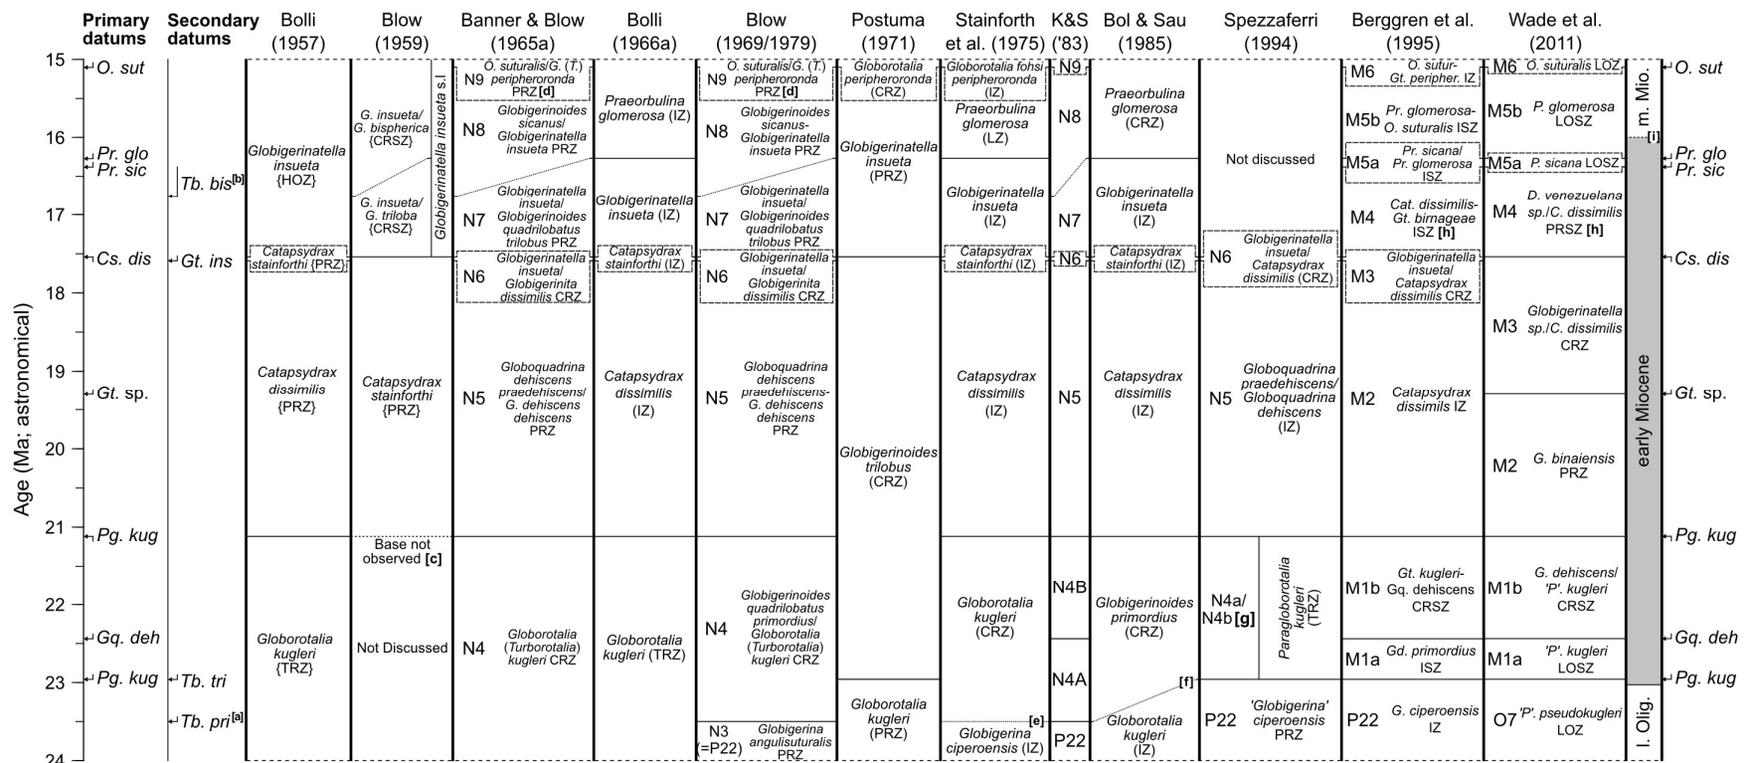 Primary
datums
Secondary
datums
Bolli
(1957)
Blow
(1959)
Banner & Blow
(1965a)
Bolli
(1966a)
Blow
(1969/1979)
Postuma
(1971)
Stainforth
et al. (1975)
K&S
('83)
Bol & Sau
(1985)
Spezzaferri
(1994)
Berggren et al.
(1995)
Wade et al.
(2011)
Age (Ma; astronomical)
15
16
17
18
19
20
21
22
23
24
O. sut
Pr. glo
Pr. sic
Cs. dis
Gt. sp.
Pg. kug
Gq. deh
Pg. kug
Tb. bis[b]
Gt. ins
Tb. tri
Tb. pri[a]
Globigerinatella
insueta
{HOZ}
Catapsydrax
stainforthi {PRZ}
Catapsydrax
dissimilis
{PRZ}
Globorotalia
kugleri
{TRZ}
G. insueta/
G. bispherica
{CRSZ}
Globigerinatella insueta s.l
G. insueta/
G. triloba
{CRSZ}
Catapsydrax
stainforthi
{PRZ}
Base not
observed [c]
Not Discussed
N9
O. suturalis/G. (T.)
peripheroronda
PRZ[d]
N8
Globigerinoides
sicanus/
Globigerinatella
insueta PRZ
N7
Globigerinatella
insueta/
Globigerinoides
quadrilobatus
trilobus PRZ
N6
Globigerinatella
insueta/
Globigerinita
dissimilis CRZ
N5
Globoquadrina
dehiscens
praedehiscens/
G. dehiscens
dehiscens
PRZ
N4
Globorotalia
(Turborotalia)
kugleri CRZ
Praeorbulina
glomerosa (IZ)
Globigerinatella
insueta (IZ)
Catapsydrax
stainforthi (IZ)
Catapsydrax
dissimilis
(IZ)
Globorotalia
kugleri (TRZ)
N9
O. suturalis/G. (T.)
peripheroronda
PRZ[d]
N8
Globigerinoides
sicanus-
Globigerinatella
insueta PRZ
N7
Globigerinatella
insueta/
Globigerinoides
quadrilobatus
trilobus PRZ
N6
Globigerinatella
insueta/
Globigerinita
dissimilis CRZ
N5
Globoquadrina
dehiscens
praedehiscens-
G. dehiscens
dehiscens
PRZ
N4
Globigerinoides
quadrilobatus
primordius/
Globorotalia
(Turborotalia)
kugleri CRZ
N3
(=P22)
Globigerina
angulisuturalis
PRZ
Globorotalia
peripheronda
(CRZ)
Globigerinatella
insueta
(PRZ)
Globigerinoides
trilobus
(CRZ)
Globorotalia
kugleri
(PRZ)
Globorotalia fohsi
peripheronda
(IZ)
Praeorbulina
glomerosa
(LZ)
Globigerinatella
insueta
(IZ)
Catapsydrax
stainforthi (IZ)
Catapsydrax
dissimilis
(IZ)
Globorotalia
kugleri
(CRZ)
[e]
Globigerina
ciperoensis (IZ)
N9
N8
N7
N6
N5
N4B
N4A
P22
Praeorbulina
glomerosa
(CRZ)
Globigerinatella
insueta
(IZ)
Catapsydrax
stainforthi (IZ)
Catapsydrax
dissimilis
(IZ)
Globigerinoides
primordius
(CRZ)
[f]
Globorotalia
kugleri
(IZ)
Not discussed
N6
Globigerinatella
insueta/
Catapsydrax
dissimilis (CRZ)
N5
Globoquadrina
praedehiscens/
Globoquadrina
dehiscens
(IZ)
N4a/
N4b[g]
Paragloborotalia
kugleri
(TRZ)
P22
'Globigerina'
ciperoensis
PRZ
M6
O. sutur-
Gt. peripher. IZ
M5b
Pr. glomerosa-
O. suturalis ISZ
M5a
Pr. sicana/
Pr. glomerosa
ISZ
M4
Cat. dissimilis-
Gt. birnageae
ISZ [h]
M3
Globigerinatella
insueta/
Catapsydrax
dissimilis CRZ
M2
Catapsydrax
dissimils IZ
M1b
Gt. kugleri-
Gq. dehiscens
CRSZ
M1a
Gd. primordius
ISZ
P22
G. ciperoensis
IZ
M6
O. suturalis LOZ
M5b
P. glomerosa
LOSZ
M5a
P. sicana LOSZ
M4
D. venezuelana
sp./C. dissimilis
PRSZ [h]
M3
Globigerinatella
sp./C. dissimilis
CRZ
M2
G. binaiensis
PRZ
M1b
G. dehiscens/
'P'. kugleri
CRSZ
M1a
'P'. kugleri
LOSZ
O7
'P'. pseudokugleri
LOZ
m. Mio.
[i]
early Miocene
l. Olig.
O. sut
Pr. glo
Pr. sic
Cs. dis
Gt. sp.
Pg. kug
Gq. deh
Pg. kug